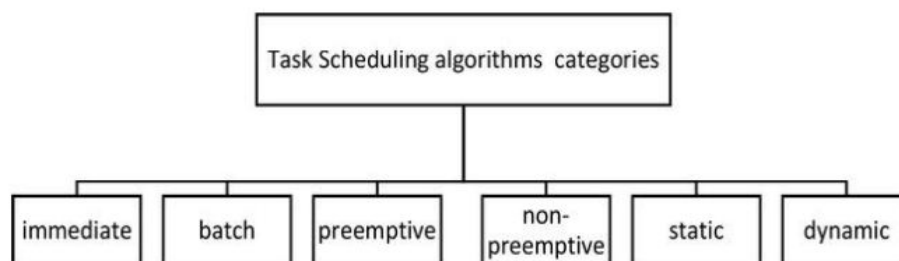 Task Scheduling algorithms categories
immediate
batch
preemptive
non-
preemptive
static
dynamic